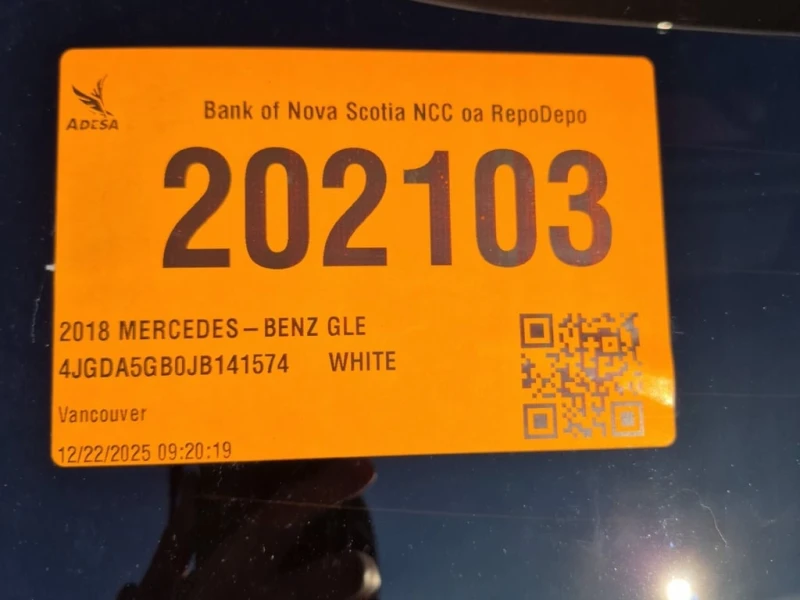 ADESA
Bank of Nova Scotia NCC oa RepoDepo
202103
2018 MERCEDES-BENZ GLE
4JGDA5GB0JB141574 WHITE
Vancouver
12/22/2025 09:20:19